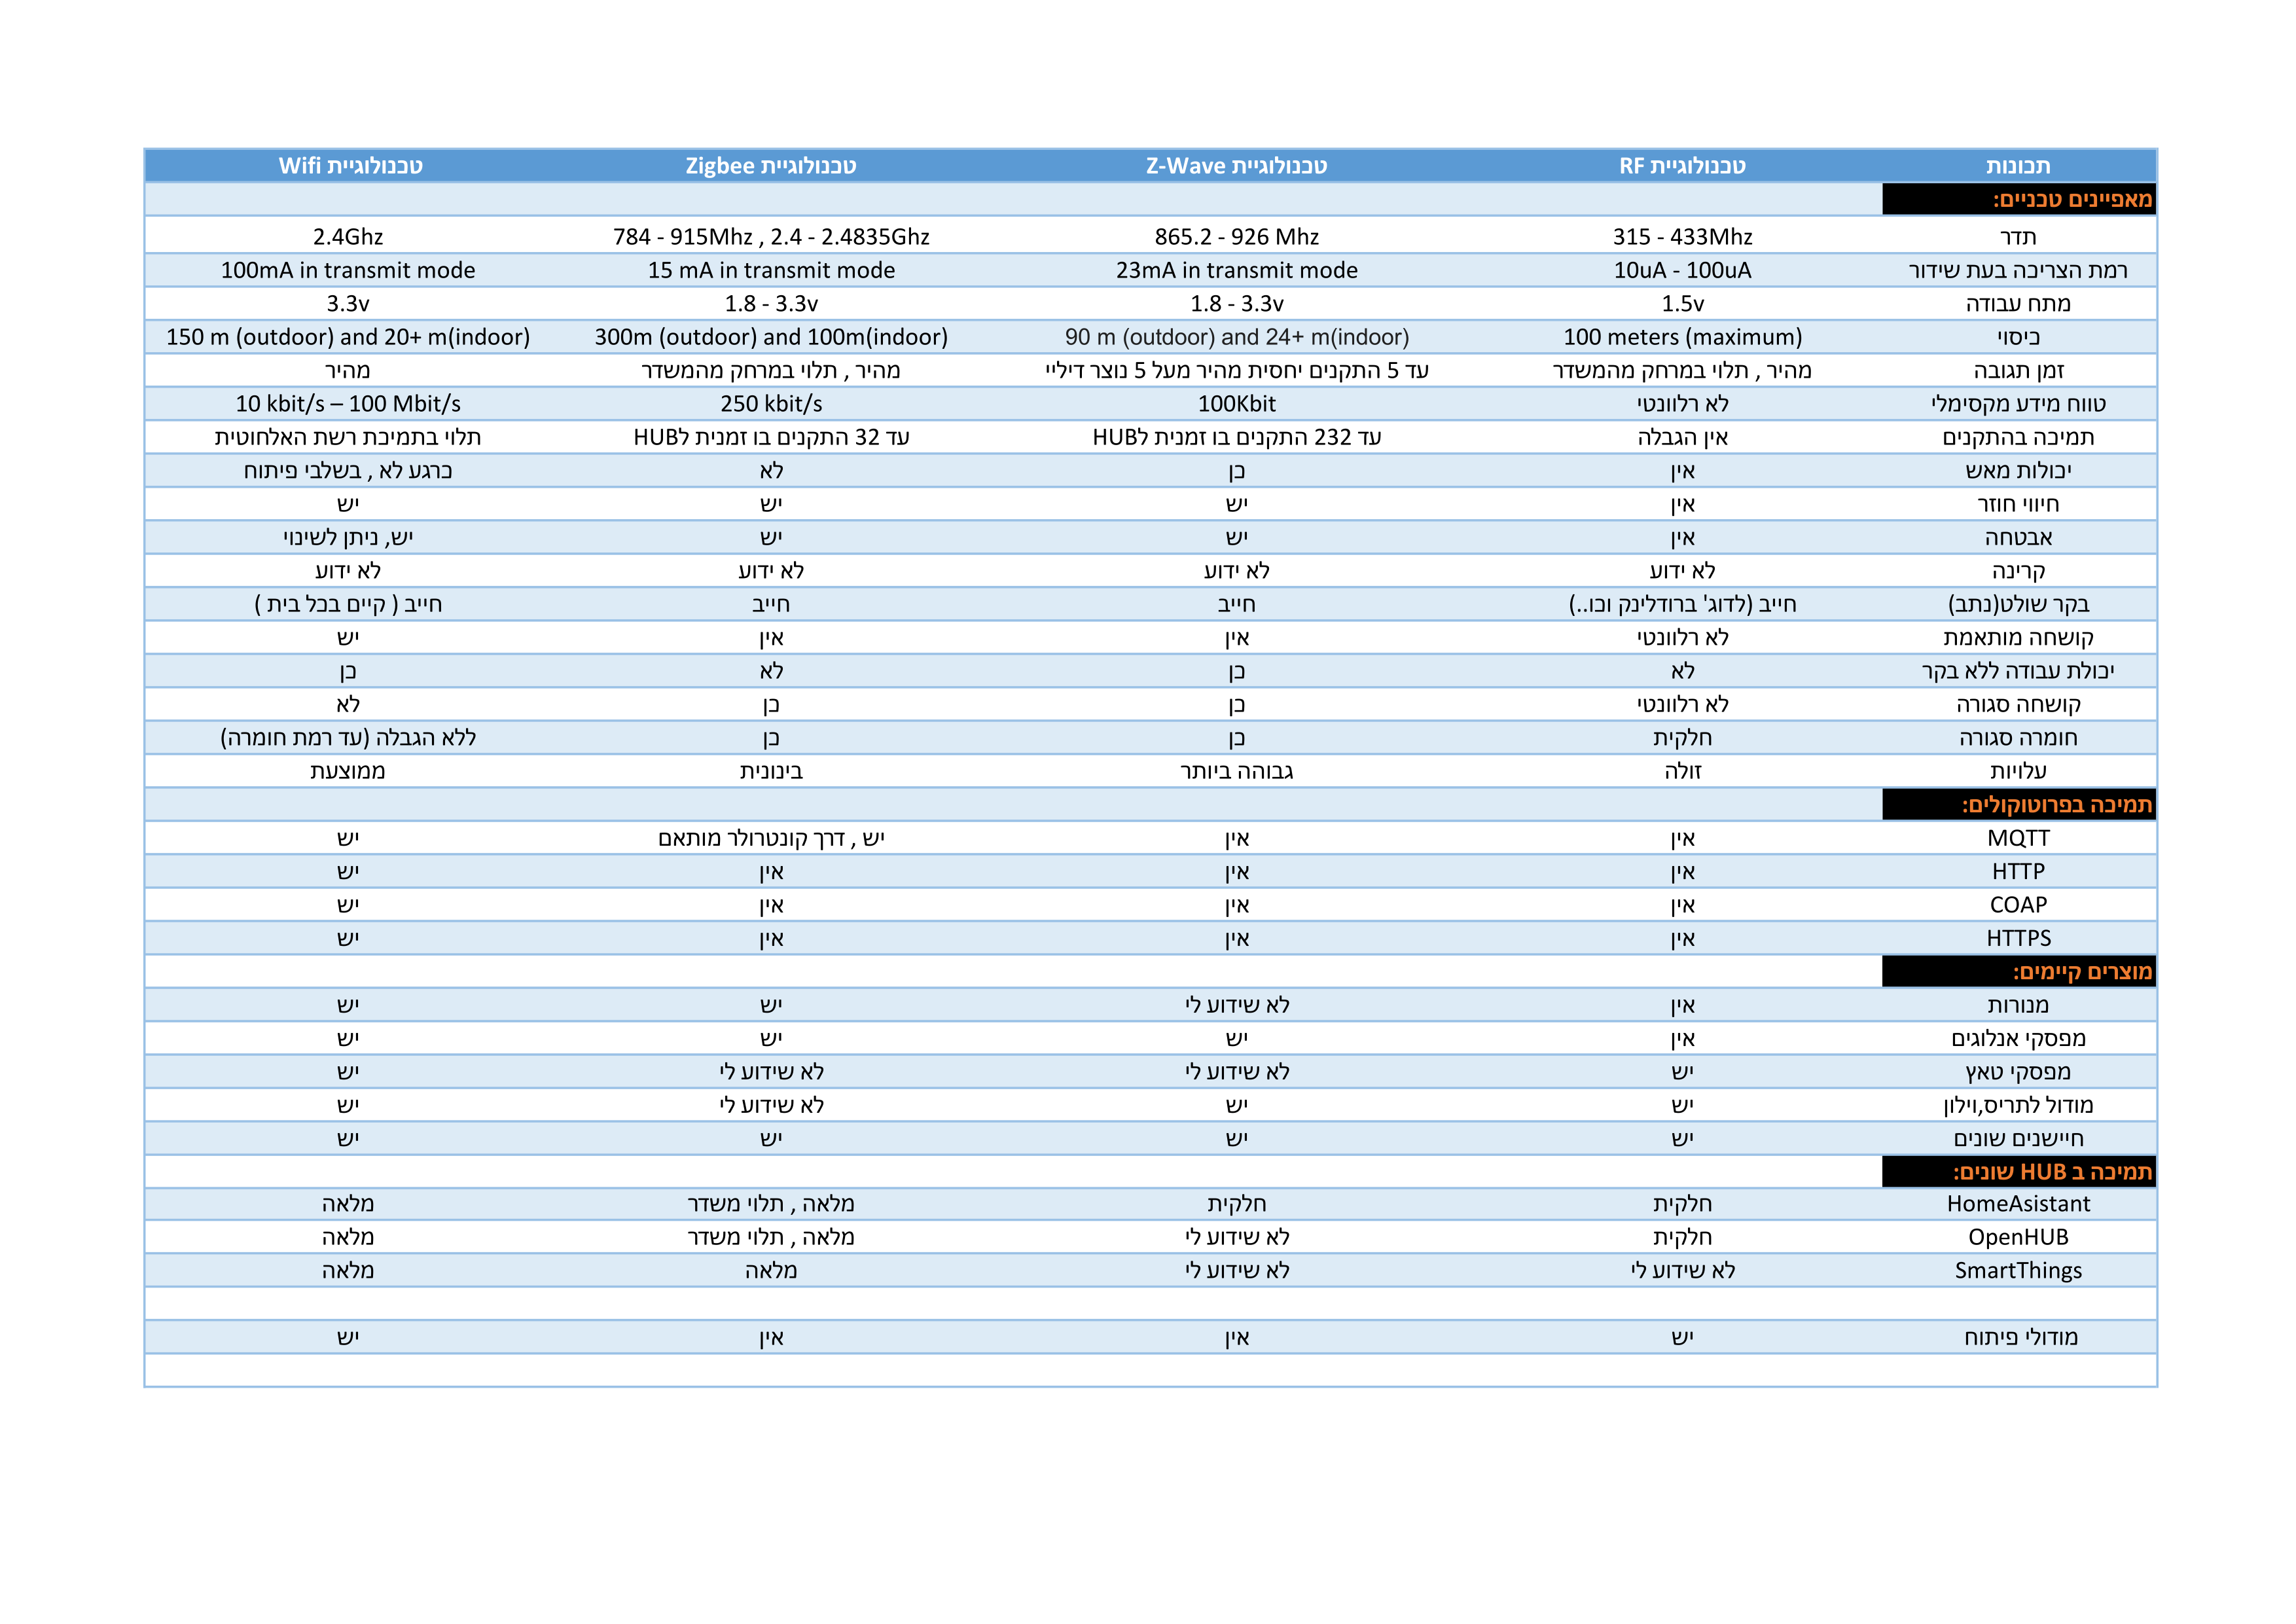 תכונות טכנולוגיית RF טכנולוגיית Z-Wave טכנולוגיית Zigbee טכנולוגיית Wifi
מאפיינים טכניים:
תדר 315 - 433Mhz 865.2 - 926 Mhz 784 - 915Mhz , 2.4 - 2.4835Ghz 2.4Ghz
רמת הצריכה בעת שידור 10uA - 100uA 23mA in transmit mode 15 mA in transmit mode 100mA in transmit mode
מתח עבודה 1.5v 1.8 - 3.3v 1.8 - 3.3v 3.3v
כיסוי 100 meters (maximum) 90 m (outdoor) and 24+ m(indoor) 300m (outdoor) and 100m(indoor) 150 m (outdoor) and 20+ m(indoor)
זמן תגובה מהיר , תלוי במרחק מהמשדר עד 5 התקנים יחסית מהיר מעל 5 נוצר דיליי מהיר , תלוי במרחק מהמשדר מהיר
טווח מידע מקסימלי לא רלוונטי 100Kbit 250 kbit/s 10 kbit/s – 100 Mbit/s
תמיכה בהתקנים אין הגבלה עד 232 התקנים בו זמנית לHUB עד 32 התקנים בו זמנית לHUB תלוי בתמיכת רשת האלחוטית
יכולות מאש אין כן לא כרגע לא , בשלבי פיתוח
חיווי חוזר אין יש יש יש
אבטחה אין יש יש יש, ניתן לשינוי
קרינה לא ידוע לא ידוע לא ידוע לא ידוע
בקר שולט(נתב) חייב (לדוג' ברודלינק וכו..) חייב חייב חייב ( קיים בכל בית )
קושחה מותאמת לא רלוונטי אין אין יש
יכולת עבודה ללא בקר לא כן לא כן
קושחה סגורה לא רלוונטי כן כן לא
חומרה סגורה חלקית כן כן ללא הגבלה (עד רמת חומרה)
עלויות זולה גבוהה ביותר בינונית ממוצעת
תמיכה בפרוטוקולים:
MQTT אין אין יש , דרך קונטרולר מותאם יש
HTTP אין אין אין יש
COAP אין אין אין יש
HTTPS אין אין אין יש
מוצרים קיימים:
מנורות אין לא שידוע לי יש יש
מפסקי אנלוגים אין יש יש יש
מפסקי טאץ יש לא שידוע לי לא שידוע לי יש
מודול לתריס,וילון יש יש לא שידוע לי יש
חיישנים שונים יש יש יש יש
תמיכה ב HUB שונים:
HomeAsistant חלקית חלקית מלאה , תלוי משדר מלאה
OpenHUB חלקית לא שידוע לי מלאה , תלוי משדר מלאה
SmartThings לא שידוע לי לא שידוע לי מלאה מלאה
מודולי פיתוח יש אין אין יש